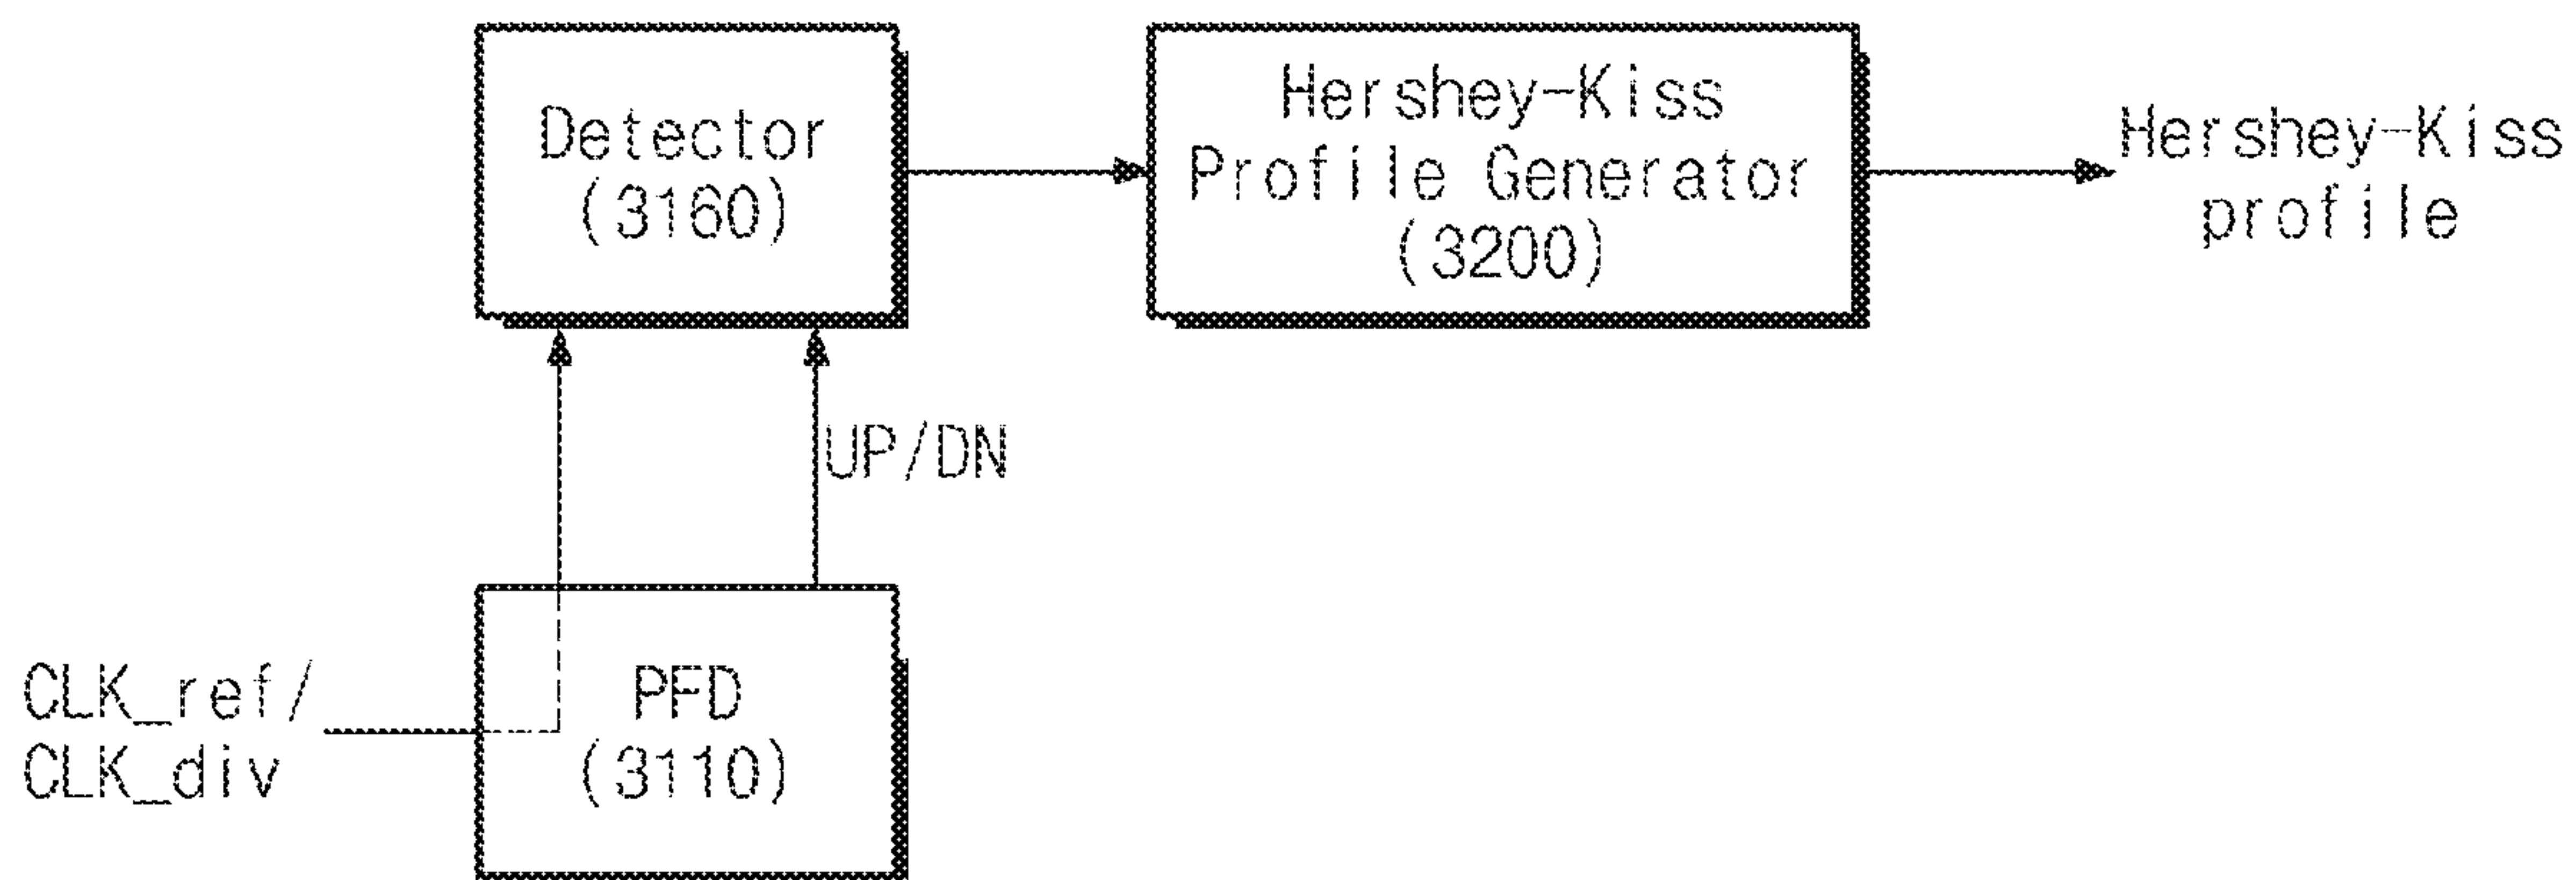 Detector
(3160)
Hershey-Kiss
Profile Generator
(3200)
Hershey-Kiss
profile
UP/DN
CLK_ref/
CLK_div
PFD
(3110)